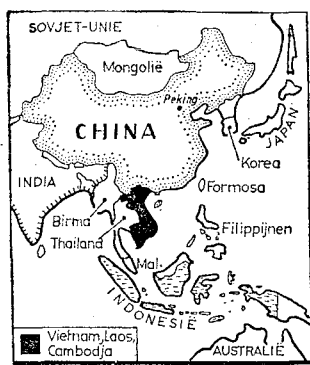 SOVJET-UNIE
Mongolië
Peking
CHINA
JAPAN
Korea
INDIA
Formosa
Birma
Thailand
Filippijnen
Mal.
INDONESIË
Vietnam, Laos,
Cambodja
AUSTRALIË